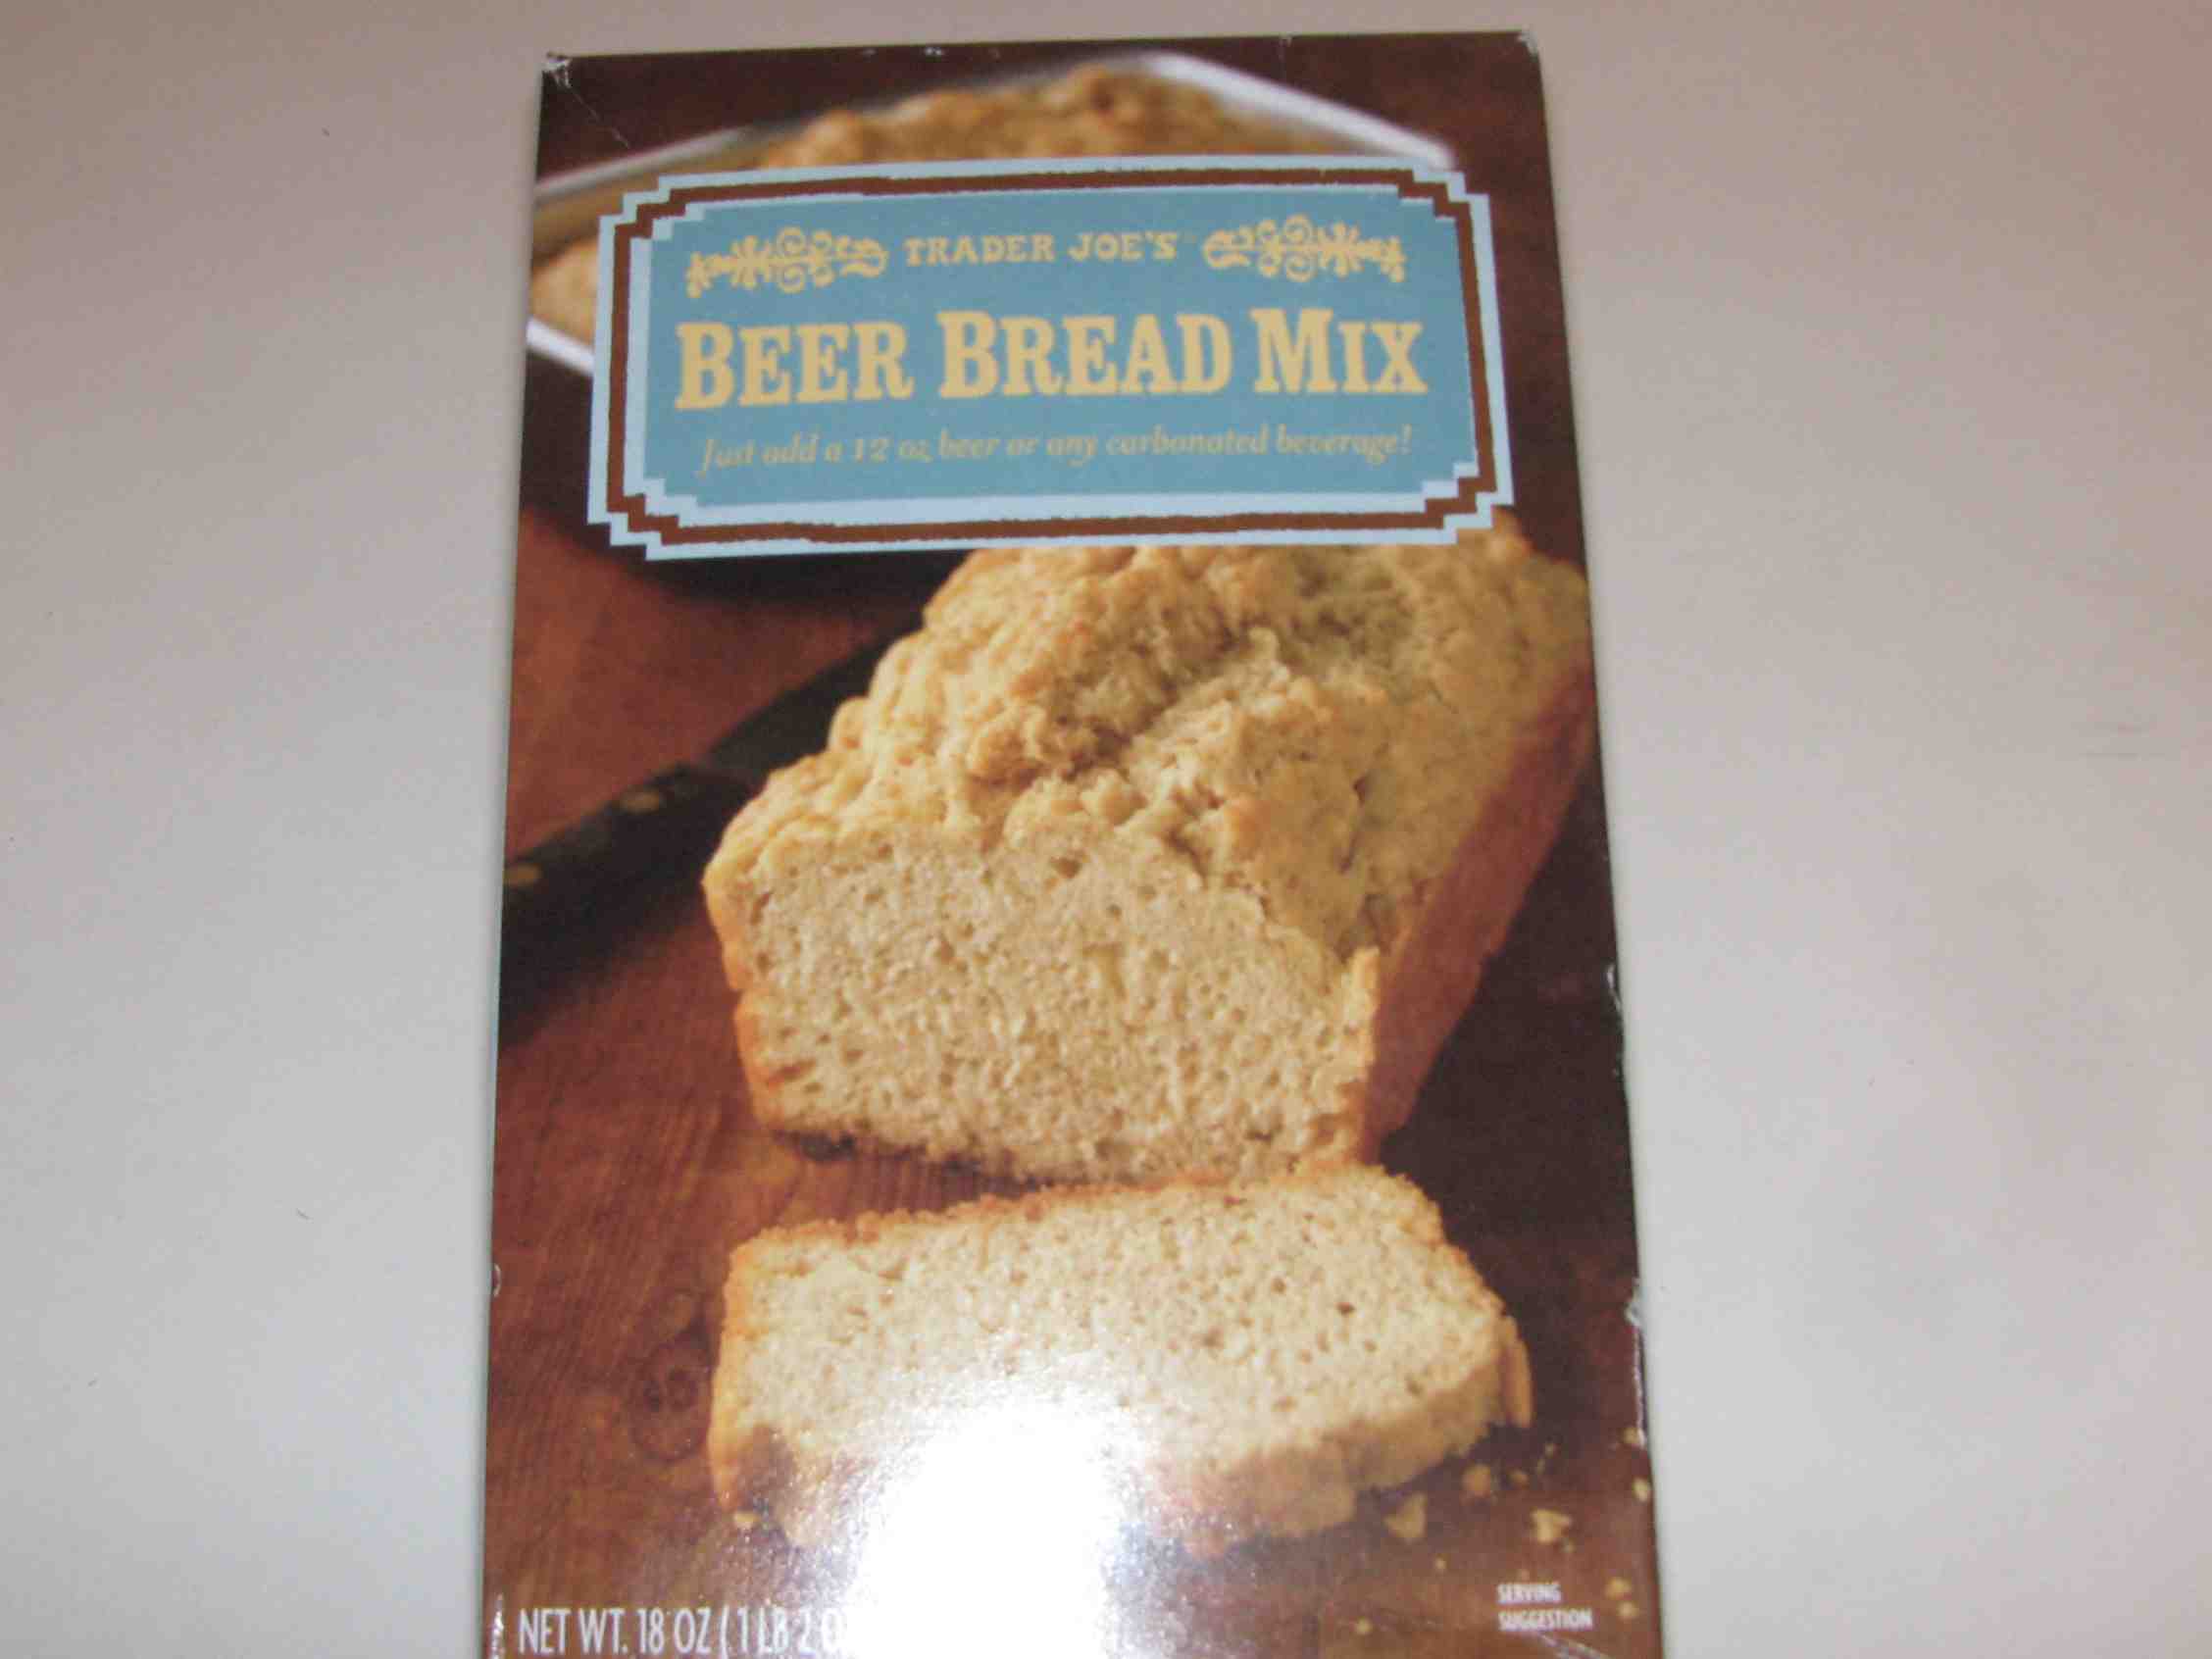 TRADER JOE'S
BEER BREAD MIX
Just add a 12 oz beer or any carbonated beverage!
NET WT. 18 OZ (1 LB 2 O
SERVING
SUGGESTION